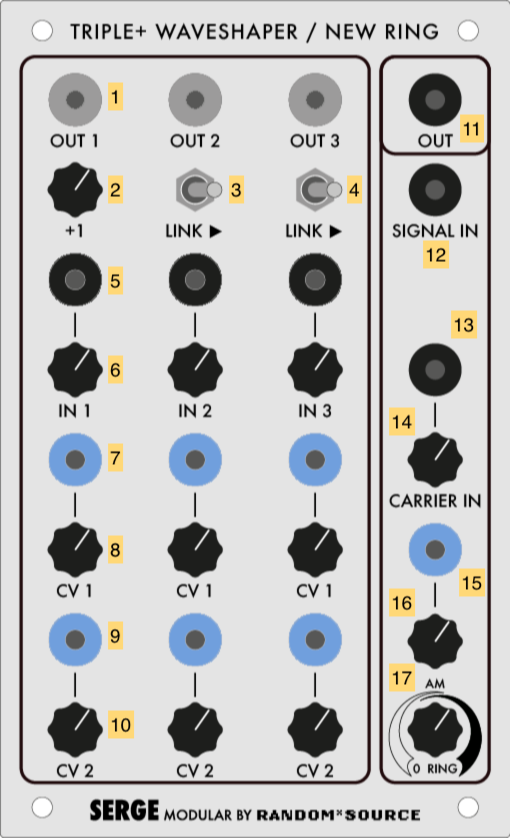 TRIPLE+ WAVESHAPER / NEW RING
1
OUT 1 OUT 2 OUT 3
11
OUT
2 3 4
+1 LINK ▶ LINK ▶
SIGNAL IN
12
5
13
6
IN 1 IN 2 IN 3
14
7
CARRIER IN
8
15
CV 1 CV 1 CV 1
16
9
17 AM
10
CV 2 CV 2 CV 2
0 RING
SERGE MODULAR BY RANDOM*SOURCE